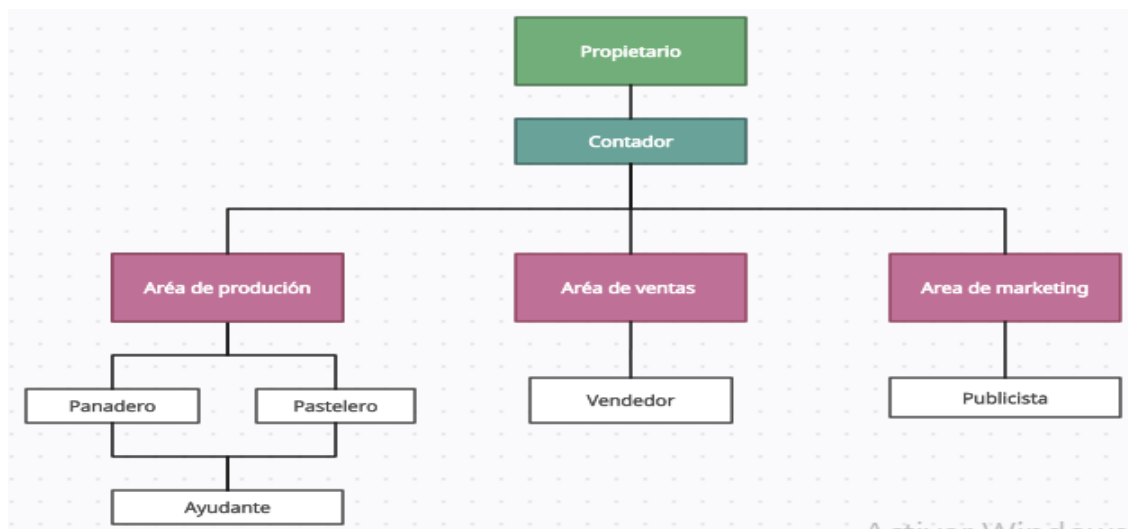 Propietario
Contador
Aréa de produción
Aréa de ventas
Area de marketing
Panadero
Pastelero
Vendedor
Publicista
Ayudante